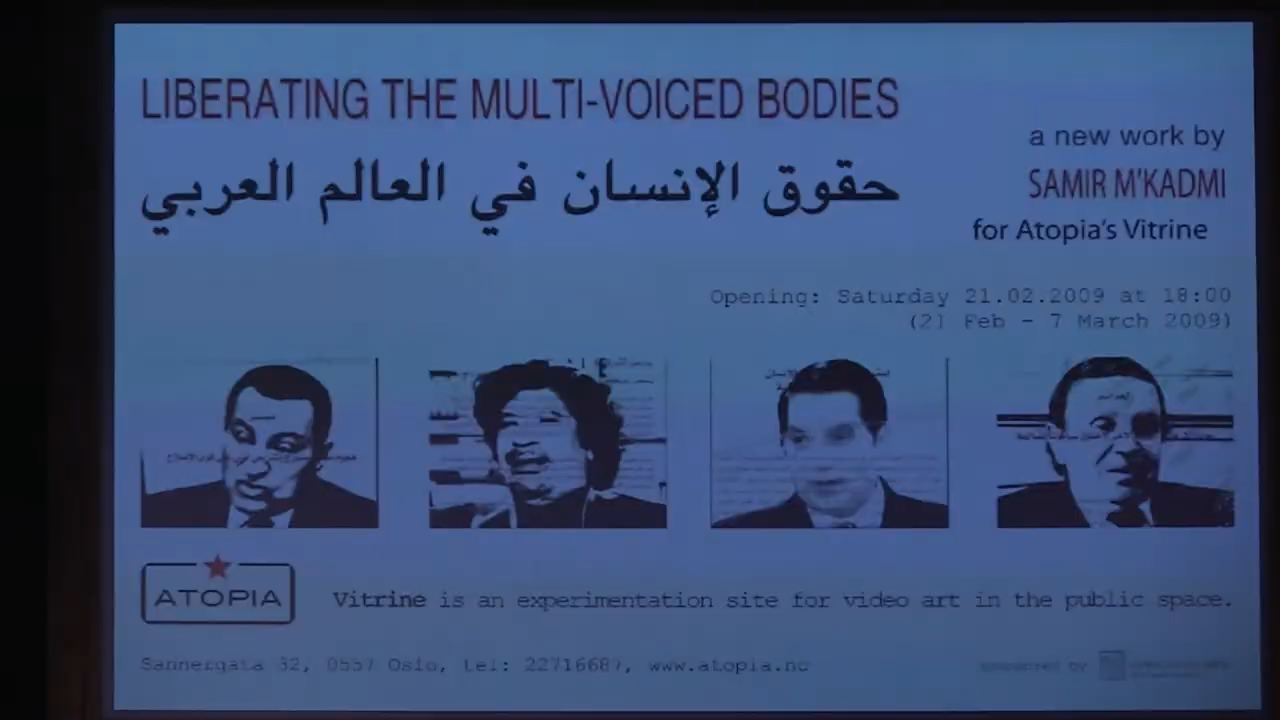 LIBERATING THE MULTI-VOICED BODIES
حقوق الإنسان في العالم العربي
a new work by
SAMIR M'KADMI
for Atopia's Vitrine
Opening: Saturday 21.02.2009 at 18:00
(21 Feb - 7 March 2009)
ATOPIA
Vitrine is an experimentation site for video art in the public space.
Sannergata 32, 0557 Oslo, tel: 22716687, www.atopia.no
supported by